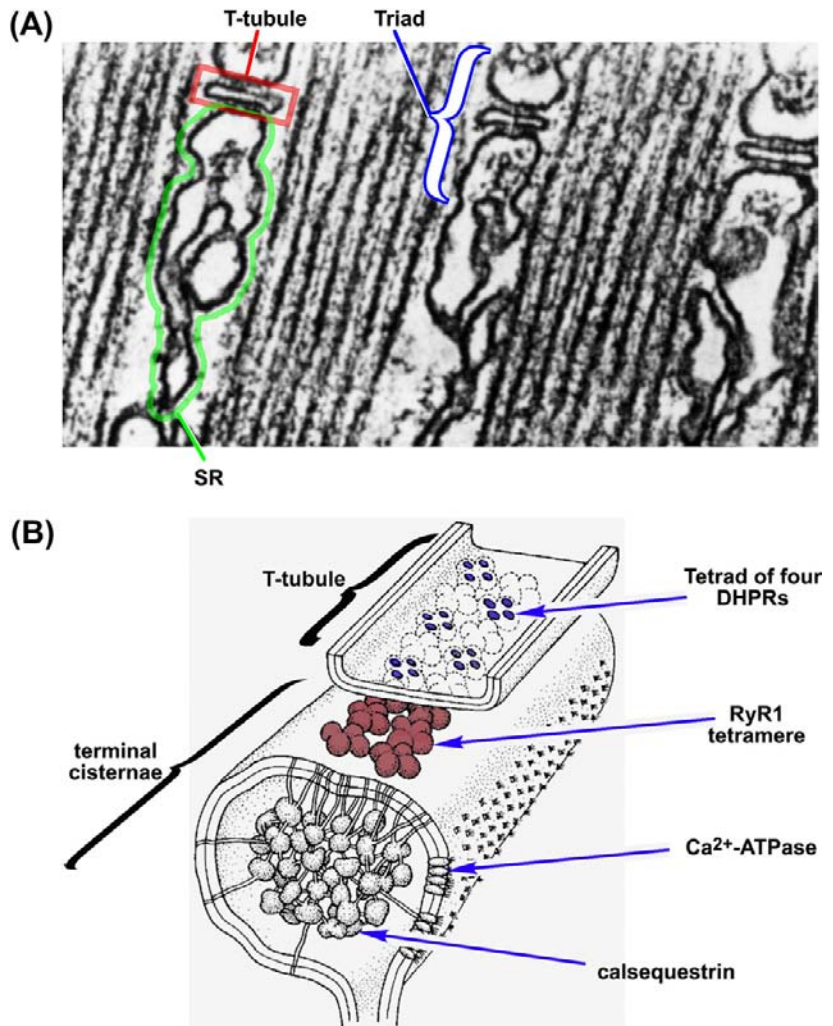 (A)
T-tubule
Triad
SR
(B)
T-tubule
Tetrad of four
DHPRs
RyR1
tetramere
terminal
cisternae
Ca²⁺-ATPase
calsequestrin